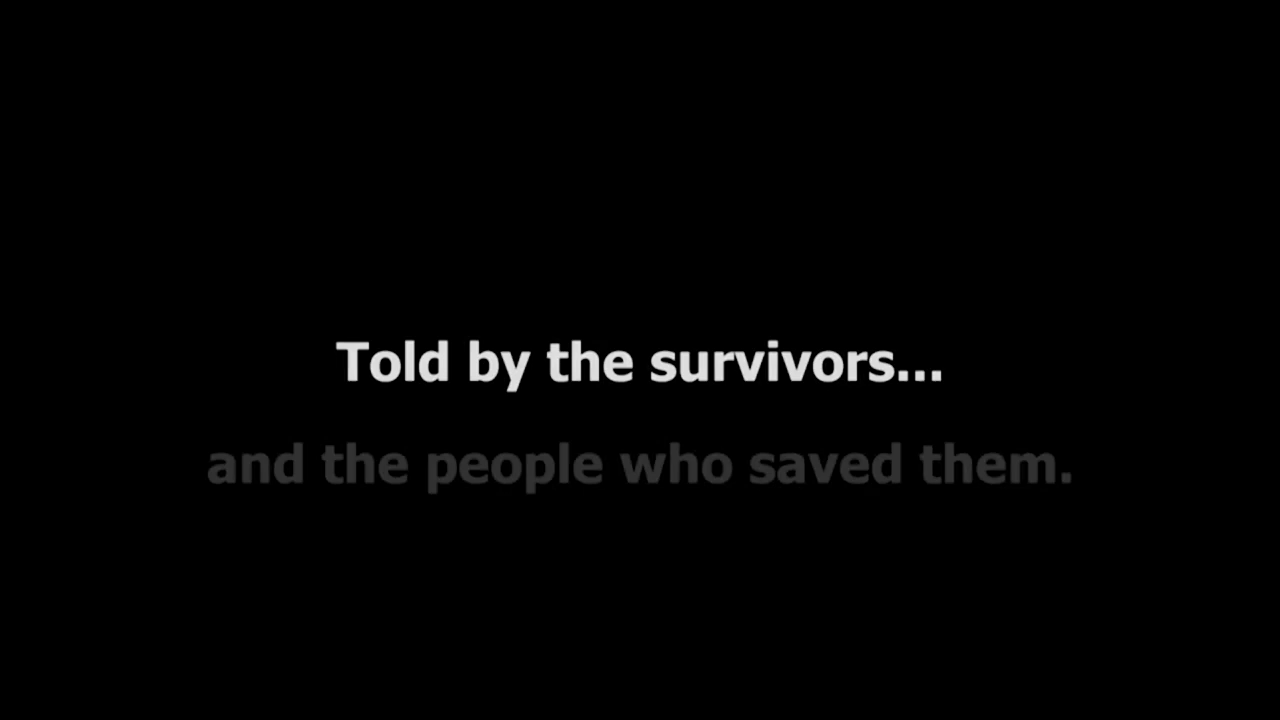 Told by the survivors...
and the people who saved them.